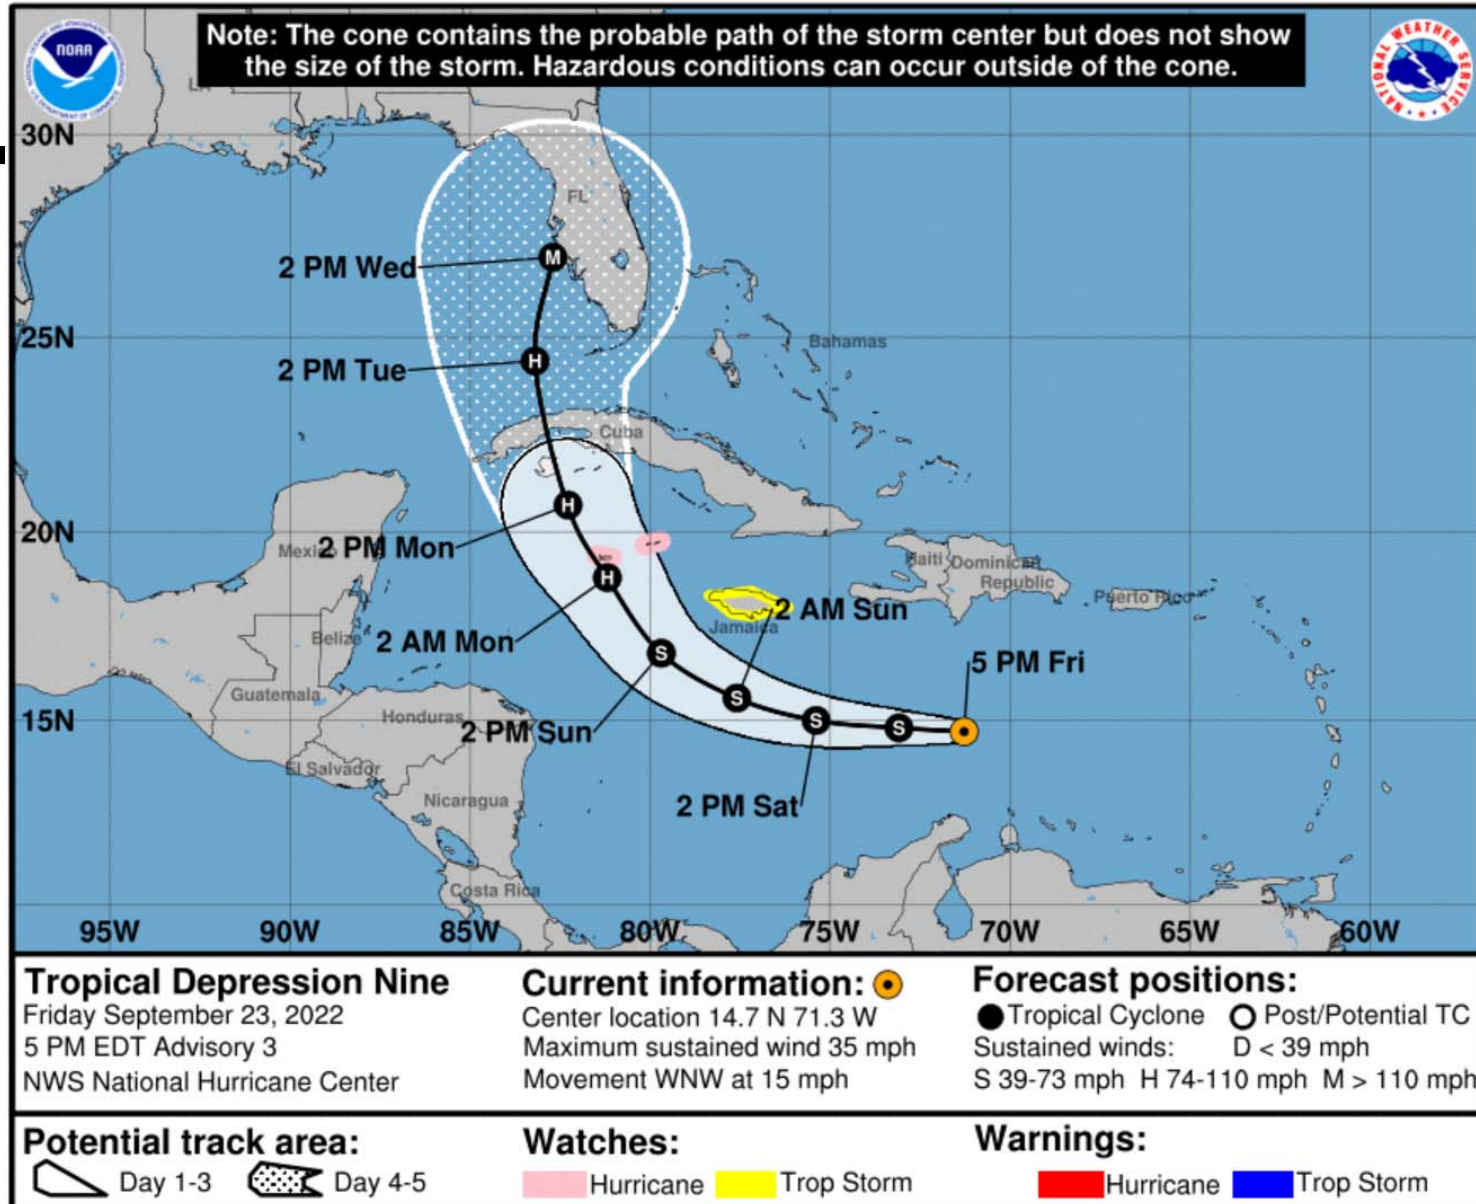 Note: The cone contains the probable path of the storm center but does not show
the size of the storm. Hazardous conditions can occur outside of the cone.
NOAA
NATIONAL WEATHER SERVICE
LA
30N
FL
2 PM Wed
M
25N
Bahamas
2 PM Tue
H
Cuba
H
20N
Mexico
2 PM Mon
Haiti
Dominican
Republic
Puerto Rico
H
2 AM Sun
Jamaica
Belize
2 AM Mon
S
5 PM Fri
Guatemala
S
15N
Honduras
2 PM Sun
S
S
El Salvador
Nicaragua
2 PM Sat
Costa Rica
95W 90W 85W 80W 75W 70W 65W 60W
Tropical Depression Nine
Friday September 23, 2022
5 PM EDT Advisory 3
NWS National Hurricane Center
Current information:
Center location 14.7 N 71.3 W
Maximum sustained wind 35 mph
Movement WNW at 15 mph
Forecast positions:
Tropical Cyclone Post/Potential TC
Sustained winds: D < 39 mph
S 39-73 mph H 74-110 mph M > 110 mph
Potential track area:
Day 1-3 Day 4-5
Watches:
Hurricane Trop Storm
Warnings:
Hurricane Trop Storm